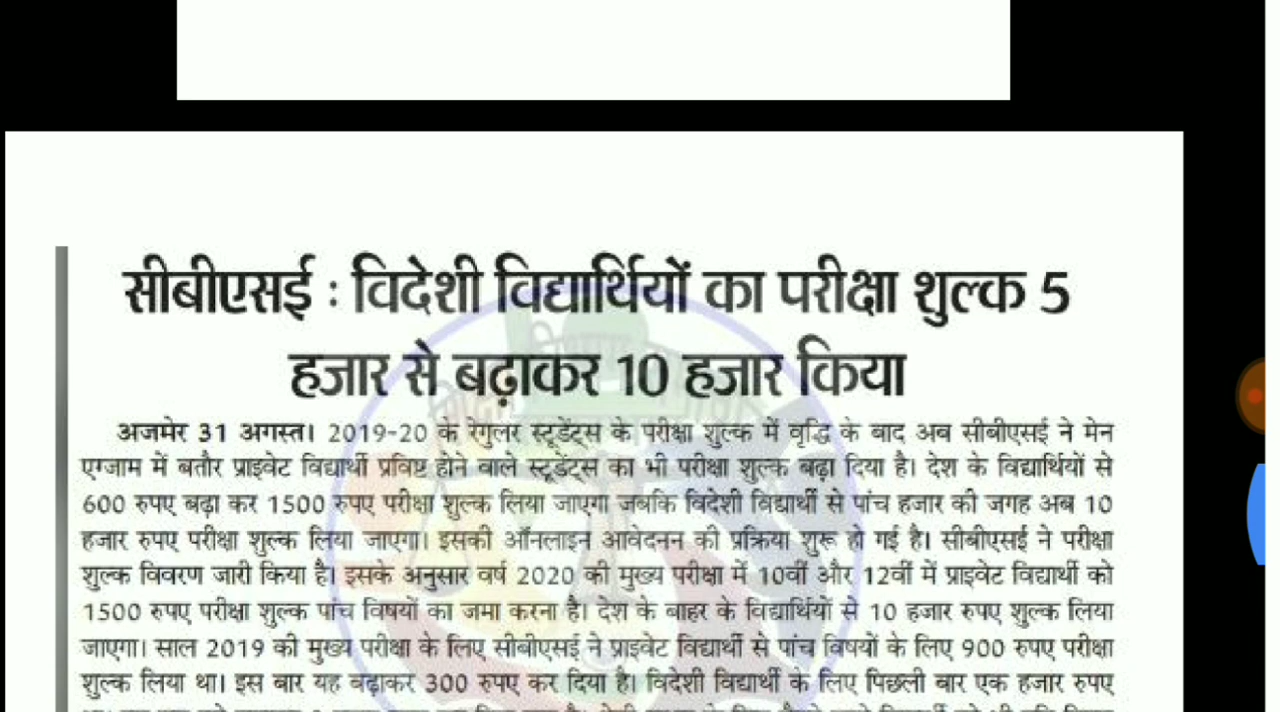 सीबीएसई : विदेशी विद्यार्थियों का परीक्षा शुल्क 5
हजार से बढ़ाकर 10 हजार किया
अजमेर 31 अगस्त। 2019-20 के रेगुलर स्टूडेंट्स के परीक्षा शुल्क में वृद्धि के बाद अब सीबीएसई ने मेन
एग्जाम में बतौर प्राइवेट विद्यार्थी प्रविष्ट होने वाले स्टूडेंट्स का भी परीक्षा शुल्क बढ़ा दिया है। देश के विद्यार्थियों से
600 रुपए बढ़ा कर 1500 रुपए परीक्षा शुल्क लिया जाएगा जबकि विदेशी विद्यार्थी से पांच हजार की जगह अब 10
हजार रुपए परीक्षा शुल्क लिया जाएगा। इसकी ऑनलाइन आवेदनन की प्रक्रिया शुरू हो गई है। सीबीएसई ने परीक्षा
शुल्क विवरण जारी किया है। इसके अनुसार वर्ष 2020 की मुख्य परीक्षा में 10वीं और 12वीं में प्राइवेट विद्यार्थी को
1500 रुपए परीक्षा शुल्क पांच विषयों का जमा करना है। देश के बाहर के विद्यार्थियों से 10 हजार रुपए शुल्क लिया
जाएगा। साल 2019 की मुख्य परीक्षा के लिए सीबीएसई ने प्राइवेट विद्यार्थी से पांच विषयों के लिए 900 रुपए परीक्षा
शुल्क लिया था। इस बार यह बढ़ाकर 300 रुपए कर दिया है। विदेशी विद्यार्थी के लिए पिछली बार एक हजार रुपए